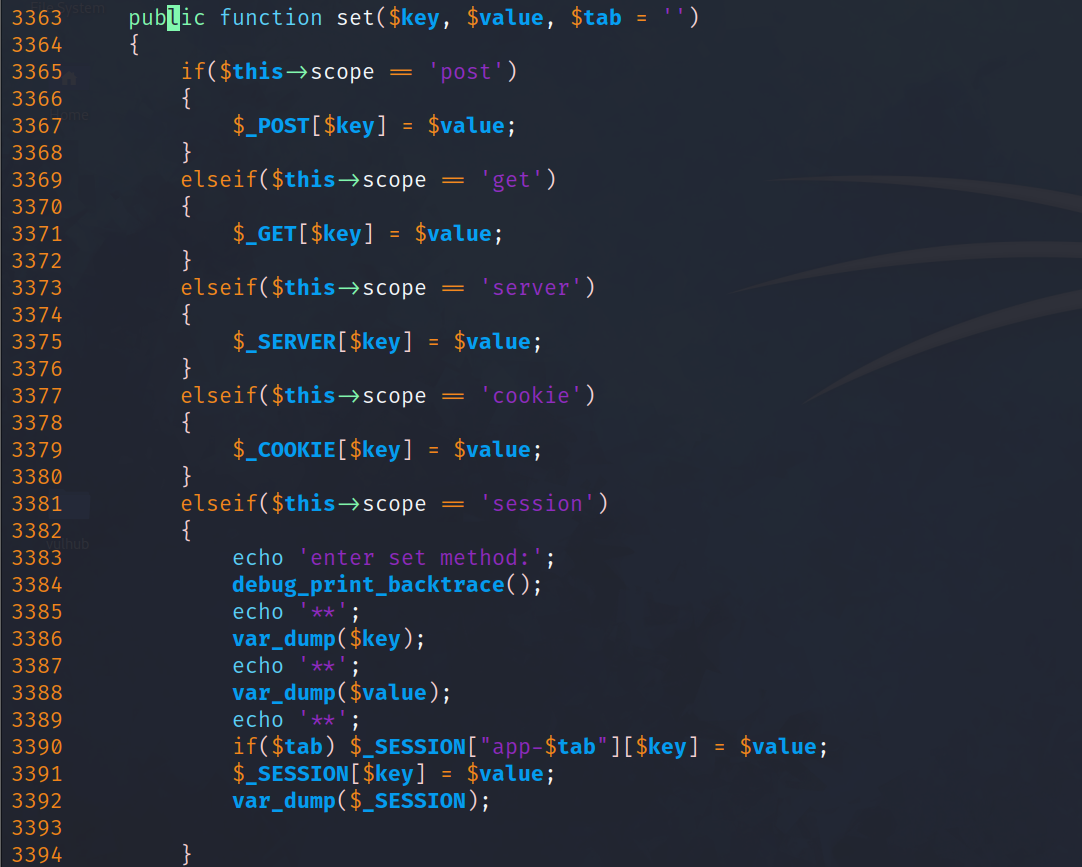 3363     public function set($key, $value, $tab = '')
3364     {
3365         if($this->scope == 'post')
3366         {
3367             $_POST[$key] = $value;
3368         }
3369         elseif($this->scope == 'get')
3370         {
3371             $_GET[$key] = $value;
3372         }
3373         elseif($this->scope == 'server')
3374         {
3375             $_SERVER[$key] = $value;
3376         }
3377         elseif($this->scope == 'cookie')
3378         {
3379             $_COOKIE[$key] = $value;
3380         }
3381         elseif($this->scope == 'session')
3382         {
3383             echo 'enter set method:';
3384             debug_print_backtrace();
3385             echo '**';
3386             var_dump($key);
3387             echo '**';
3388             var_dump($value);
3389             echo '**';
3390             if($tab) $_SESSION["app-$tab"][$key] = $value;
3391             $_SESSION[$key] = $value;
3392             var_dump($_SESSION);
3393
3394         }